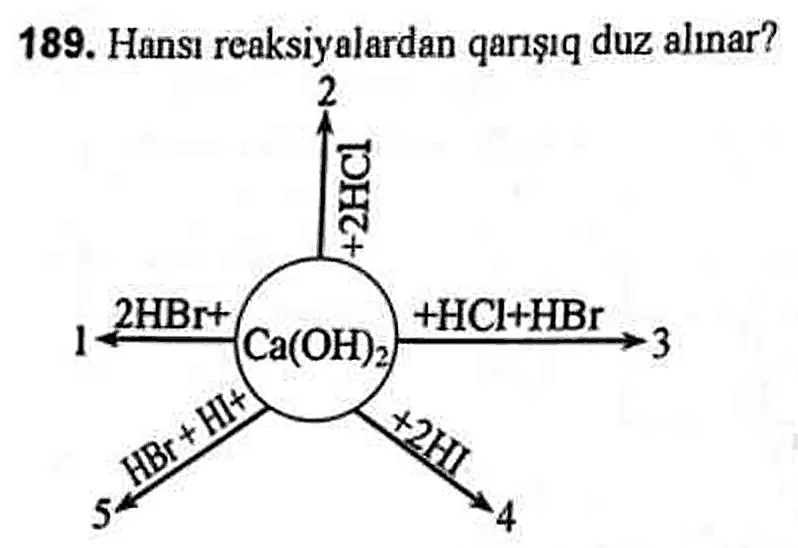 189. Hansı reaksiyalardan qarışıq duz alınar?
2
+2HCl
1
2HBr+
Ca(OH)₂
+HCl+HBr
3
HBr + HI+
5
+2HI
4